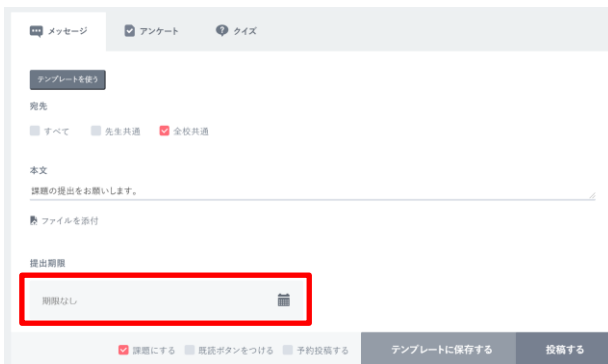 メッセージ アンケート クイズ
テンプレートを使う
宛先
すべて 先生共通 全校共通
本文
課題の提出をお願いします。
ファイルを添付
提出期限
期限なし
課題にする 既読ボタンをつける 予約投稿する テンプレートに保存する 投稿する